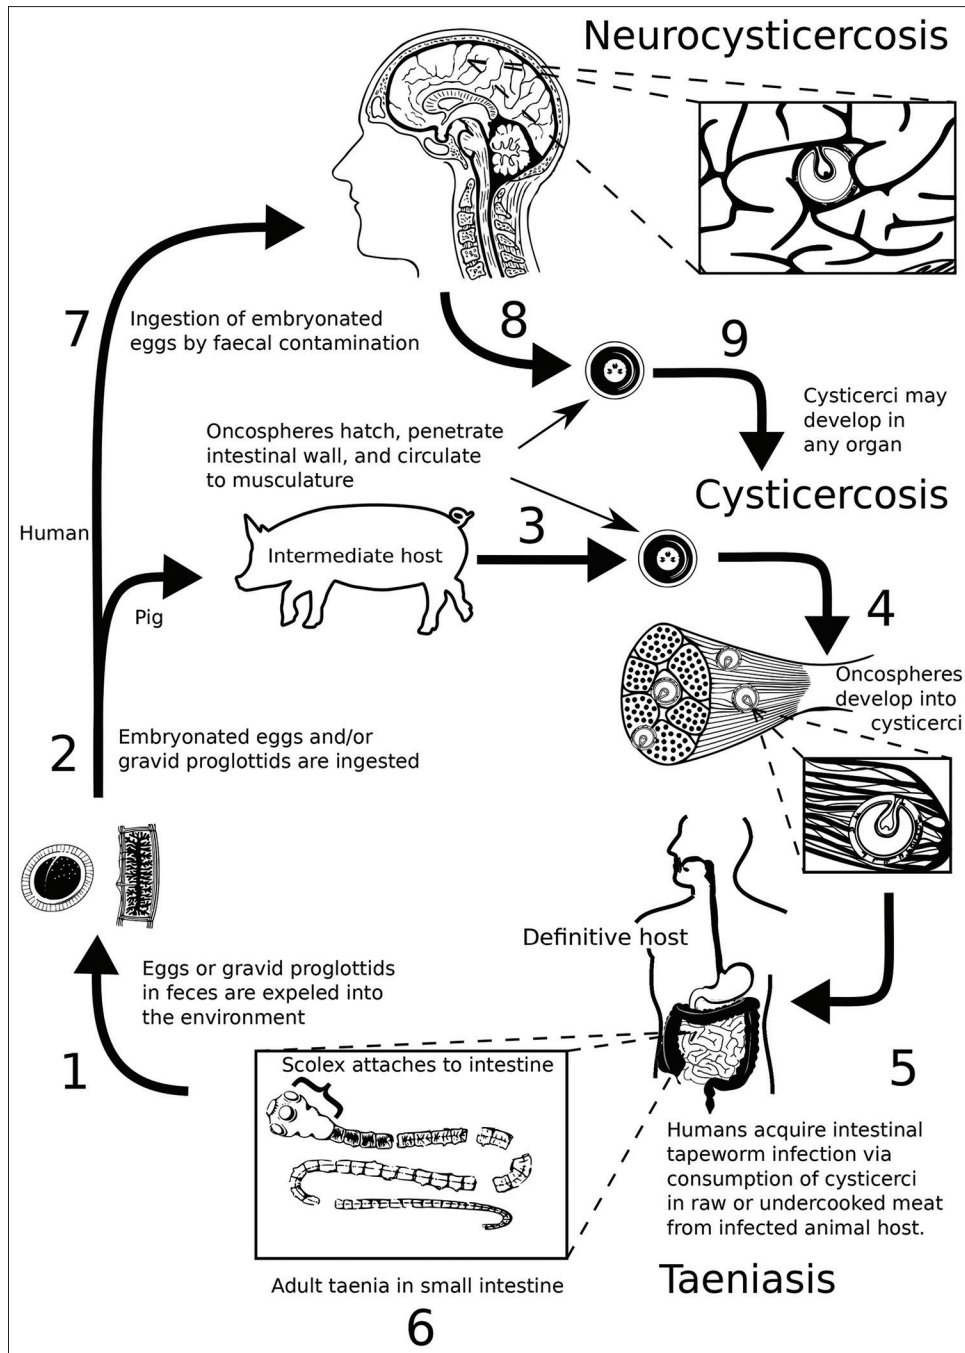 Neurocysticercosis
7
Ingestion of embryonated
eggs by faecal contamination
8
9
Cysticerci may
develop in
any organ
Cysticercosis
Oncospheres hatch, penetrate
intestinal wall, and circulate
to musculature
Human
Intermediate host
3
Pig
4
Oncospheres
develop into
cysticerci
2
Embryonated eggs and/or
gravid proglottids are ingested
Definitive host
Eggs or gravid proglottids
in feces are expeled into
the environment
1
Scolex attaches to intestine
5
Humans acquire intestinal
tapeworm infection via
consumption of cysticerci
in raw or undercooked meat
from infected animal host.
Taeniasis
Adult taenia in small intestine
6